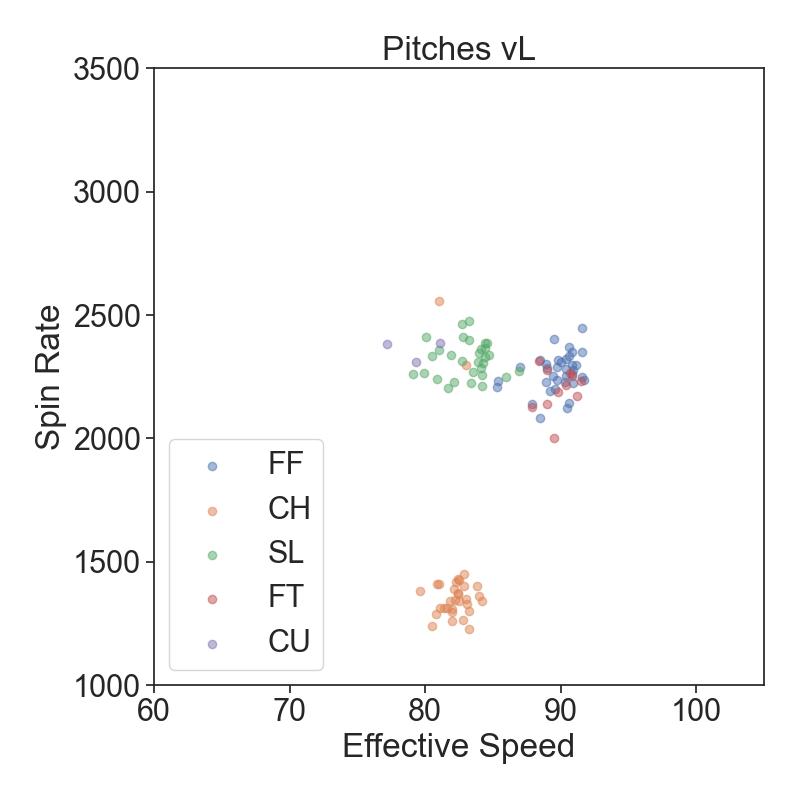 Pitches vL
3500
3000
2500
2000
1500
1000
Spin Rate
FF
CH
SL
FT
CU
60 70 80 90 100
Effective Speed